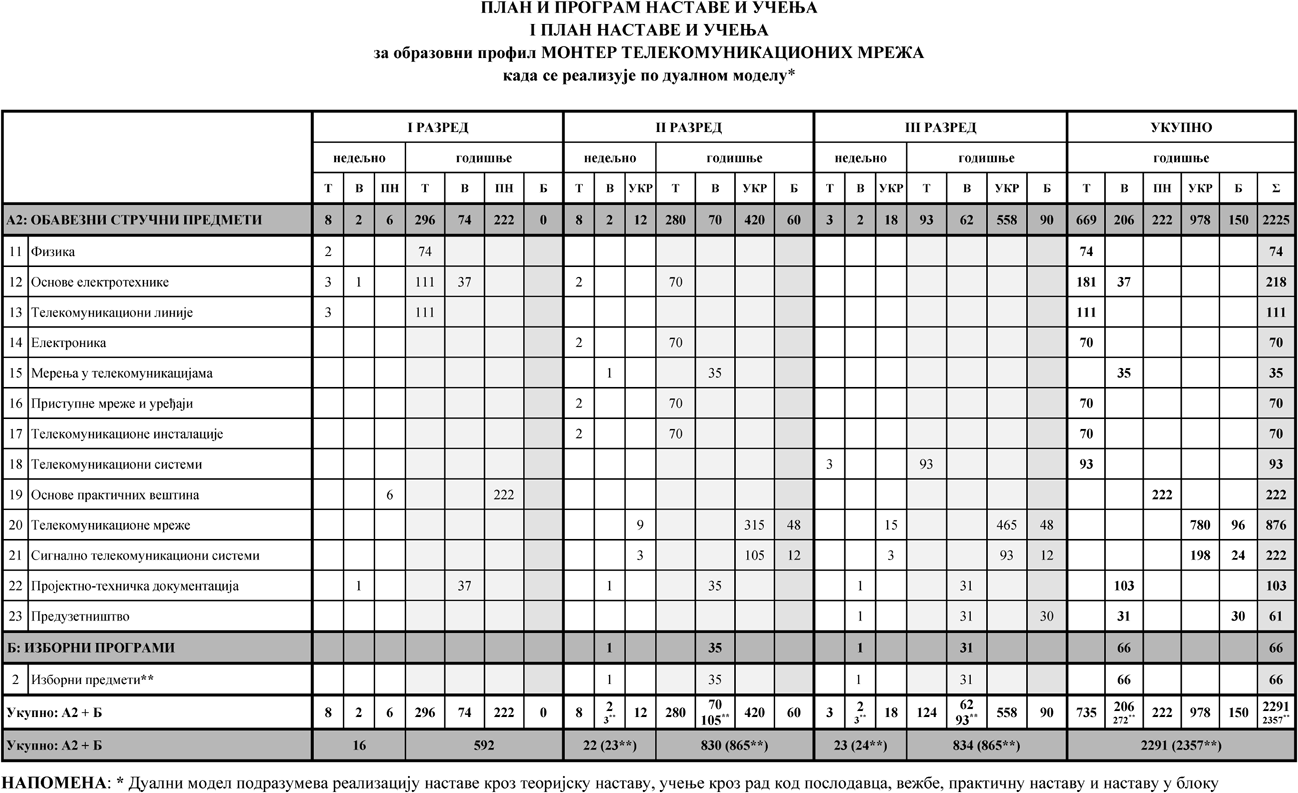 ПЛАН И ПРОГРАМ НАСТАВЕ И УЧЕЊА
I ПЛАН НАСТАВЕ И УЧЕЊА
за образовни профил МОНТЕР ТЕЛЕКОМУНИКАЦИОНИХ МРЕЖА
када се реализује по дуалном моделу*
I РАЗРЕД II РАЗРЕД III РАЗРЕД УКУПНО
недељно годишње недељно годишње недељно годишње годишње
Т В ПН Т В ПН Б Т В УКР Т В УКР Б Т В УКР Т В УКР Б Т В ПН УКР Б Σ
А2: ОБАВЕЗНИ СТРУЧНИ ПРЕДМЕТИ 8 2 6 296 74 222 0 8 2 12 280 70 420 60 3 2 18 93 62 558 90 669 206 222 978 150 2225
11 Физика 2 74 74 74
12 Основе електротехнике 3 1 111 37 2 70 181 37 218
13 Телекомуникациони линије 3 111 111 111
14 Електроника 2 70 70 70
15 Мерења у телекомуникацијама 1 35 35 35
16 Приступне мреже и уређаји 2 70 70 70
17 Телекомуникационе инсталације 2 70 70 70
18 Телекомуникациони системи 3 93 93 93
19 Основе практичних вештина 6 222 222 222
20 Телекомуникационе мреже 9 315 48 15 465 48 780 96 876
21 Сигнално телекомуникациони системи 3 105 12 3 93 12 198 24 222
22 Пројектно-техничка документација 1 37 1 35 1 31 103 103
23 Предузетништво 1 31 30 31 30 61
Б: ИЗБОРНИ ПРОГРАМИ 1 35 1 31 66 66
2 Изборни предмети** 1 35 1 31 66 66
Укупно: А2 + Б 8 2 6 296 74 222 0 8 2 3** 12 280 70 105** 420 60 3 2 3** 18 124 62 93** 558 90 735 206 272** 222 978 150 2291 2357**
Укупно: А2 + Б 16 592 22 (23**) 830 (865**) 23 (24**) 834 (865**) 2291 (2357**)
НАПОМЕНА: * Дуални модел подразумева реализацију наставе кроз теоријску наставу, учење кроз рад код послодавца, вежбе, практичну наставу и наставу у блоку